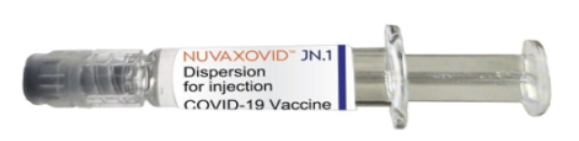 NUVAXOVID™ JN.1
Dispersion
for injection
COVID-19 Vaccine